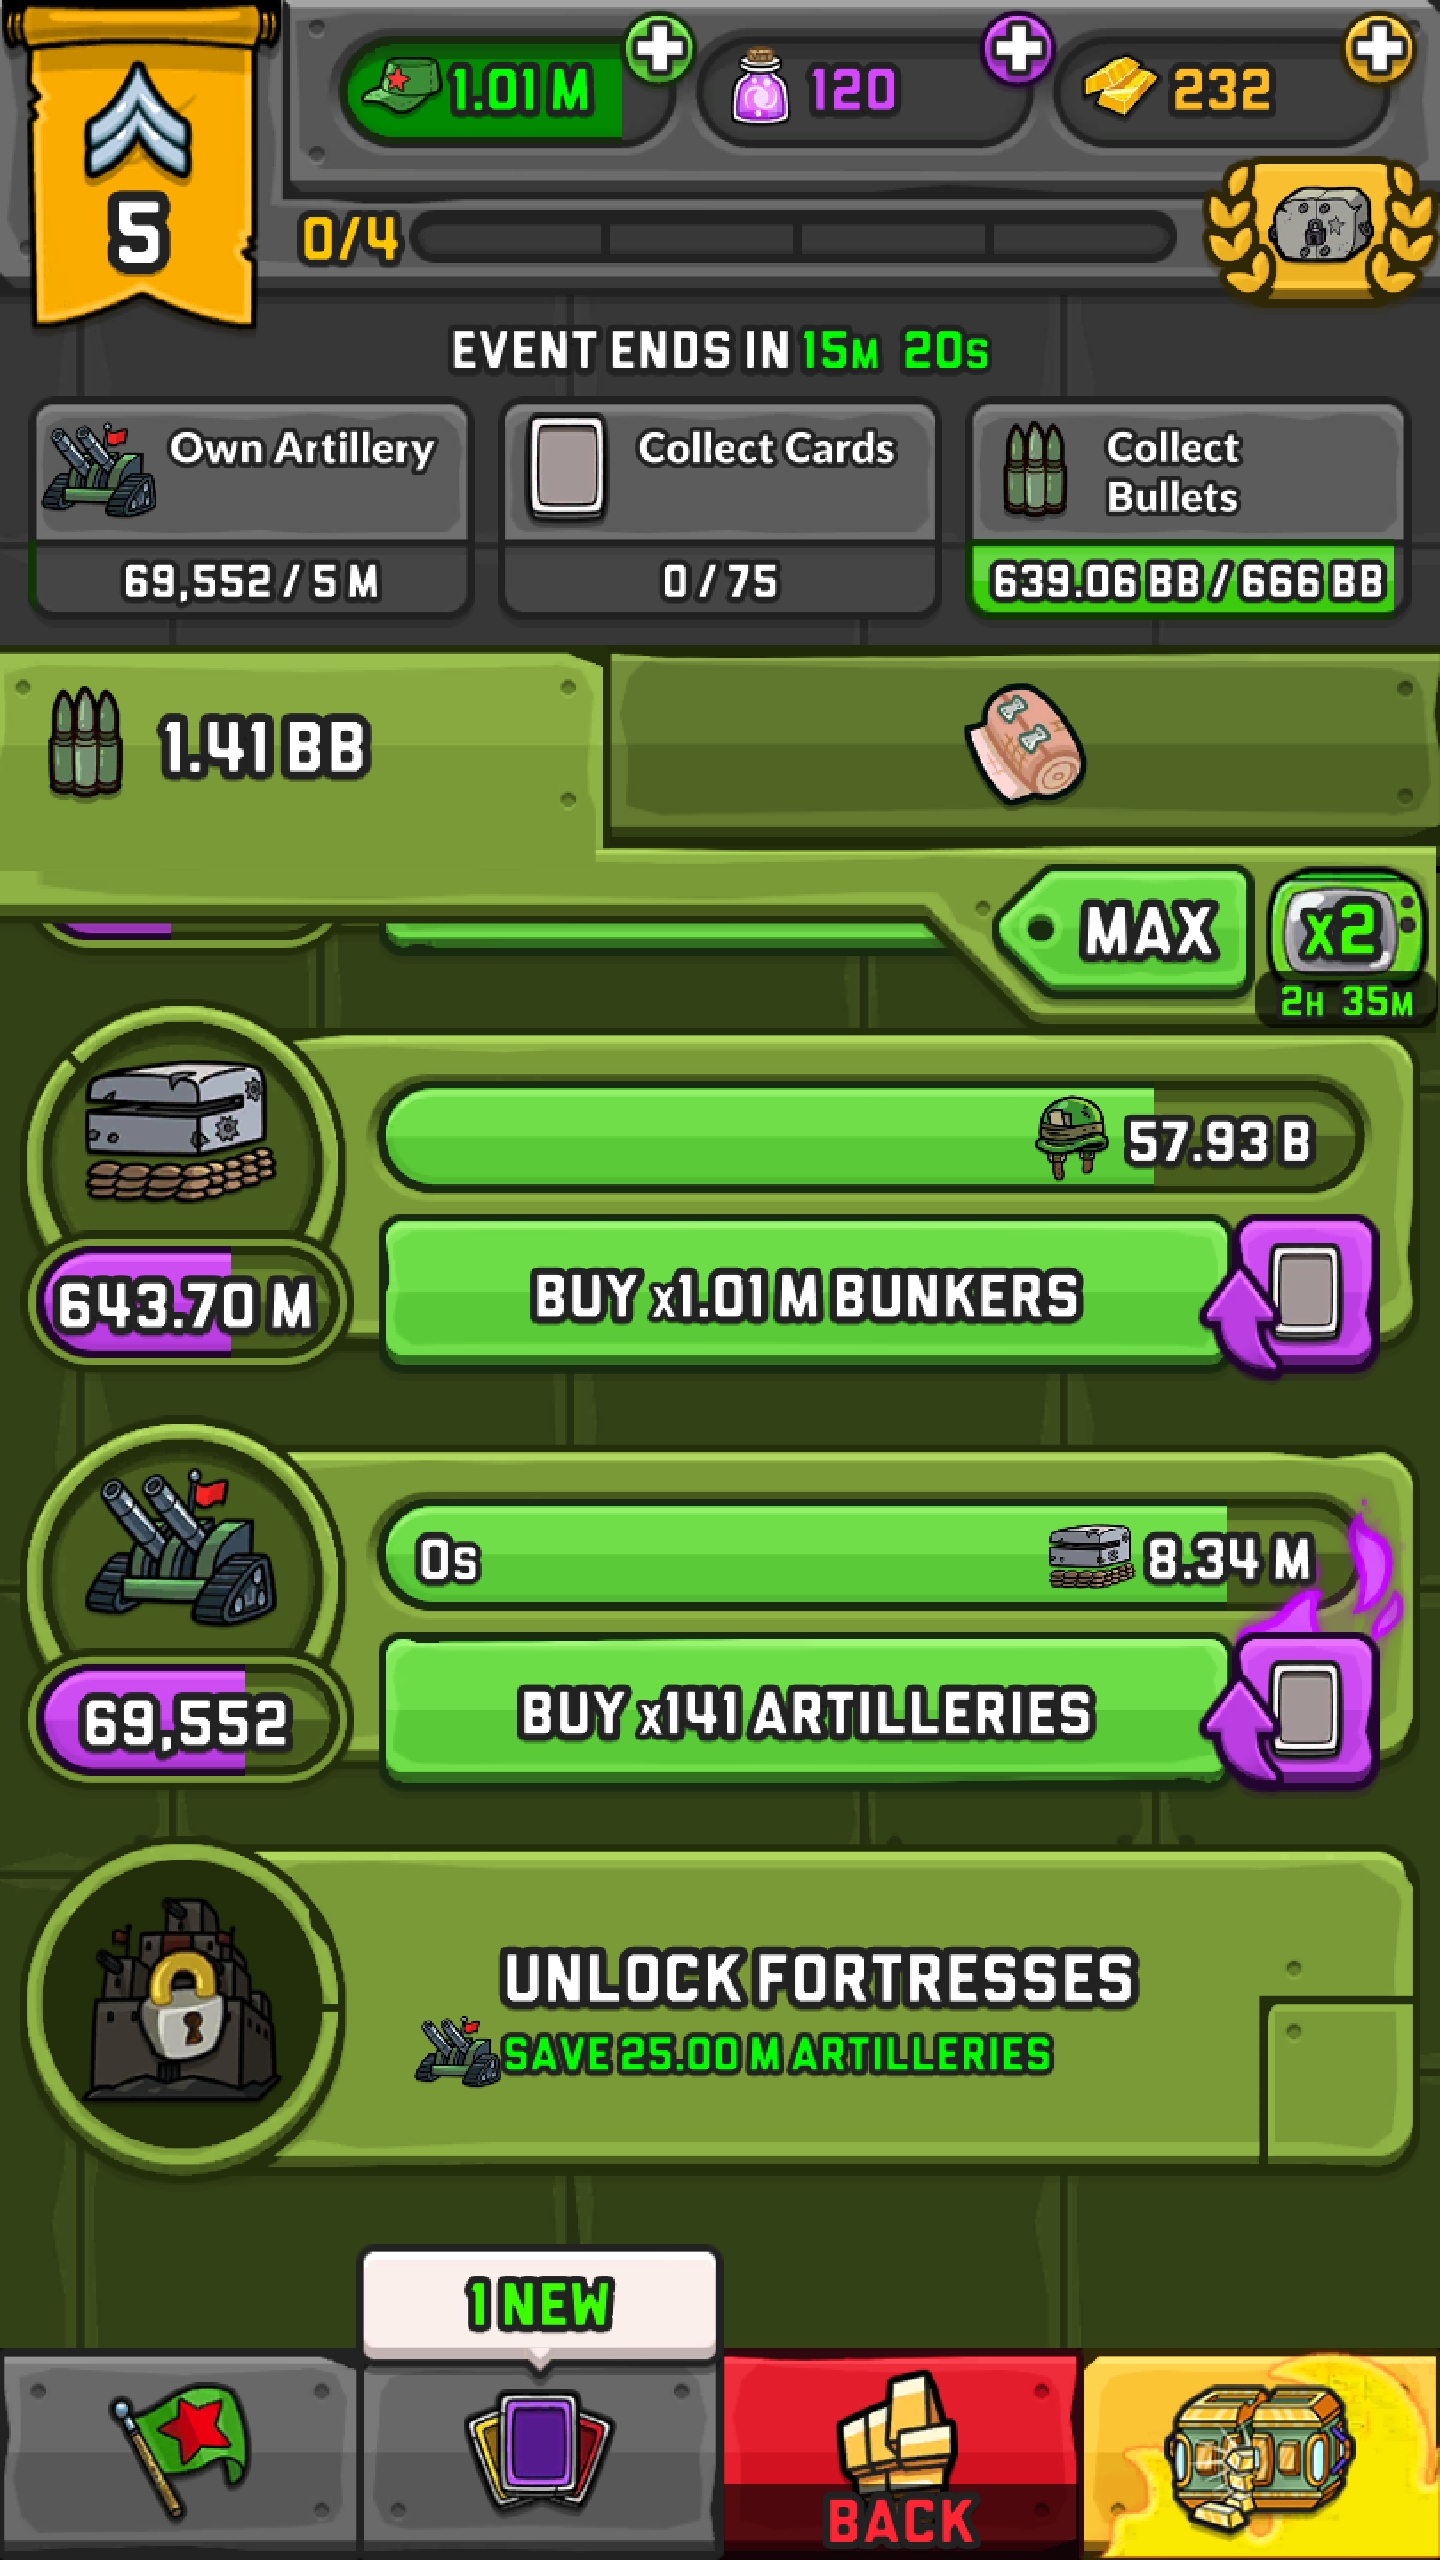 1.01 M
120
232
5
0/4
EVENT ENDS IN 15M 20S
Own Artillery
69,552 / 5 M
Collect Cards
0 / 75
Collect
Bullets
639.06 BB / 666 BB
1.41 BB
MAX
x2
2H 35M
57.93 B
643.70 M
BUY x1.01 M BUNKERS
0s
8.34 M
69,552
BUY x141 ARTILLERIES
UNLOCK FORTRESSES
SAVE 25.00 M ARTILLERIES
1 NEW
BACK